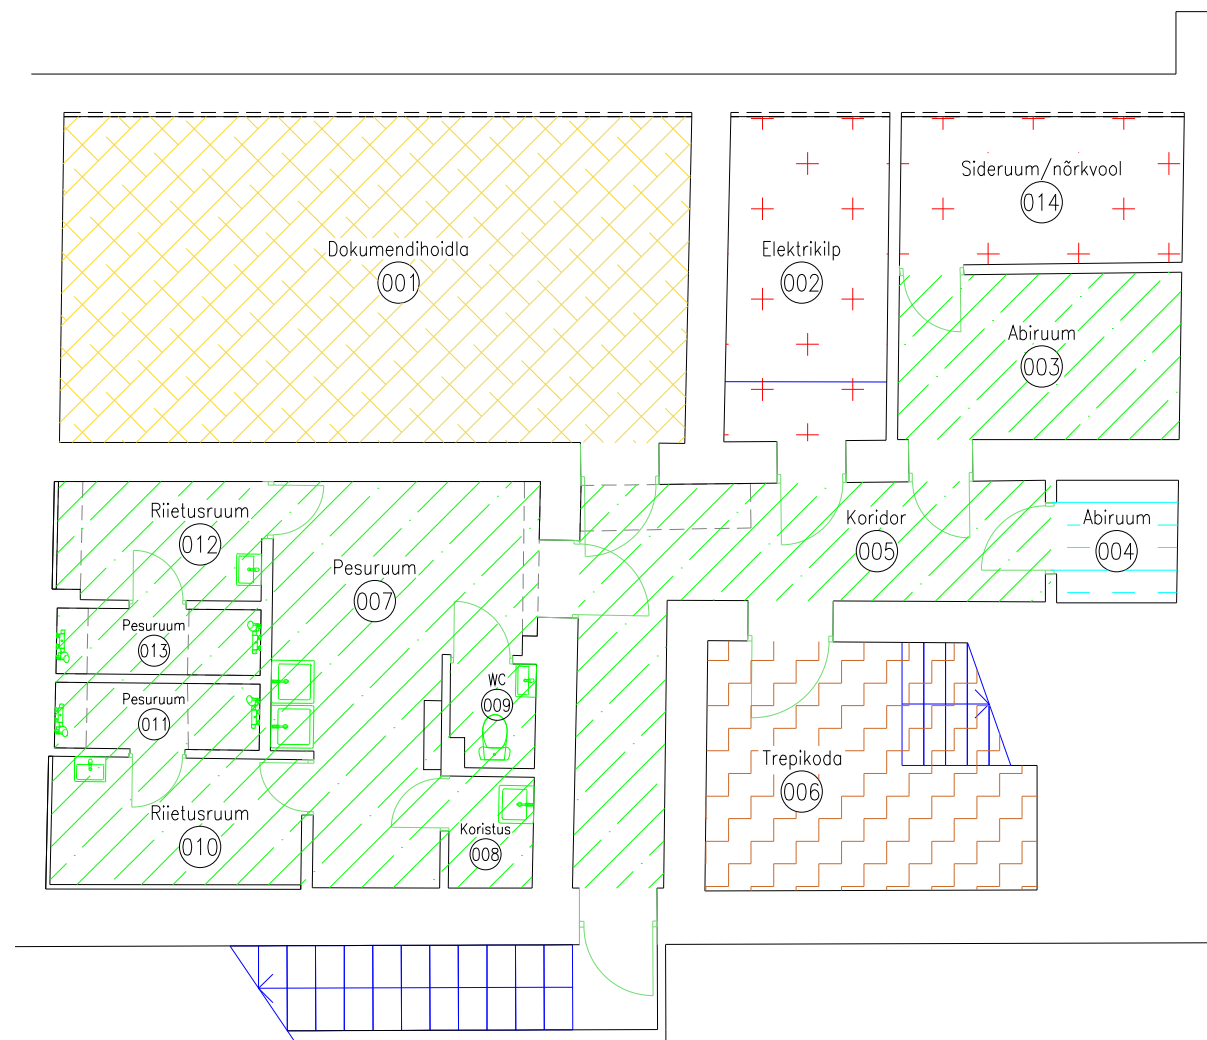 Sideruum/nõrkvool
014
Dokumendihoidla
001
Elektrikilp
002
Abiruum
003
Riietusruum
012
Koridor
005
Abiruum
004
Pesuruum
007
Pesuruum
013
WC
009
Pesuruum
011
Trepikoda
006
Riietusruum
010
Koristus
008